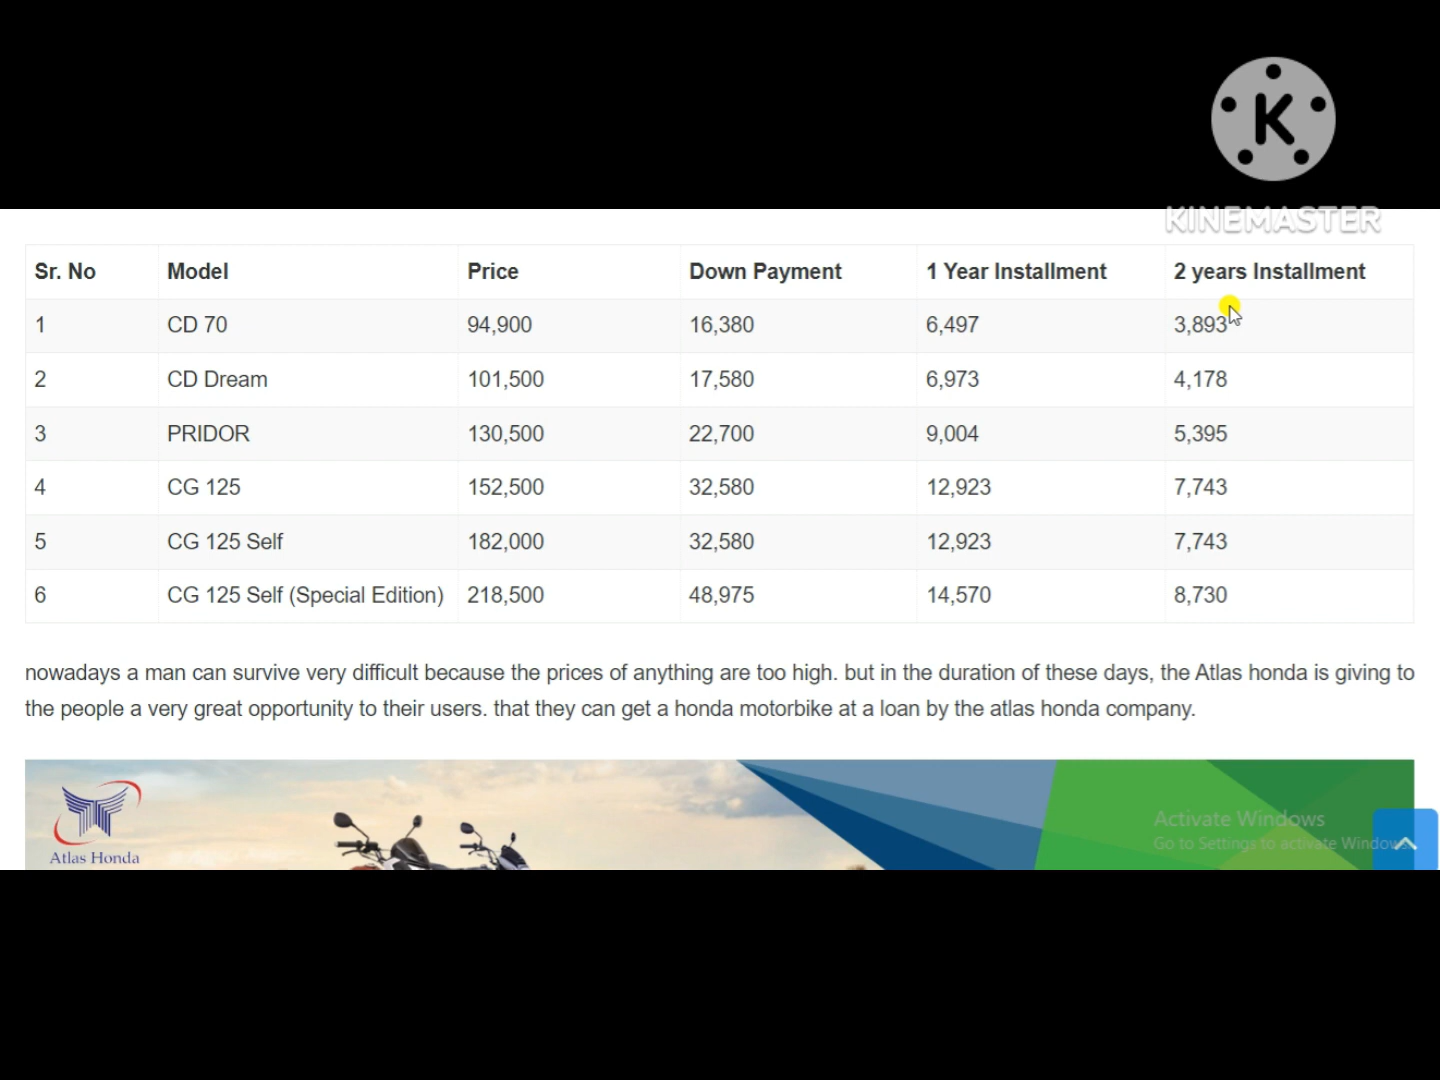 K
KINEMASTER
Sr. No Model Price Down Payment 1 Year Installment 2 years Installment
1 CD 70 94,900 16,380 6,497 3,893
2 CD Dream 101,500 17,580 6,973 4,178
3 PRIDOR 130,500 22,700 9,004 5,395
4 CG 125 152,500 32,580 12,923 7,743
5 CG 125 Self 182,000 32,580 12,923 7,743
6 CG 125 Self (Special Edition) 218,500 48,975 14,570 8,730
nowadays a man can survive very difficult because the prices of anything are too high. but in the duration of these days, the Atlas honda is giving to
the people a very great opportunity to their users. that they can get a honda motorbike at a loan by the atlas honda company.
Atlas Honda
Activate Windows
Go to Settings to activate Windows.